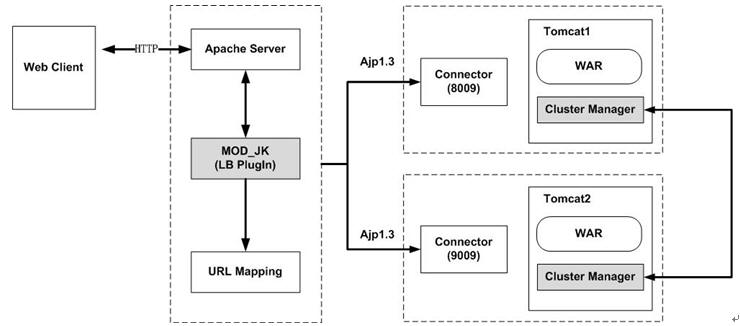 Web Client
HTTP
Apache Server
MOD_JK
(LB PlugIn)
URL Mapping
Ajp1.3
Connector
(8009)
Tomcat1
WAR
Cluster Manager
Ajp1.3
Connector
(9009)
Tomcat2
WAR
Cluster Manager